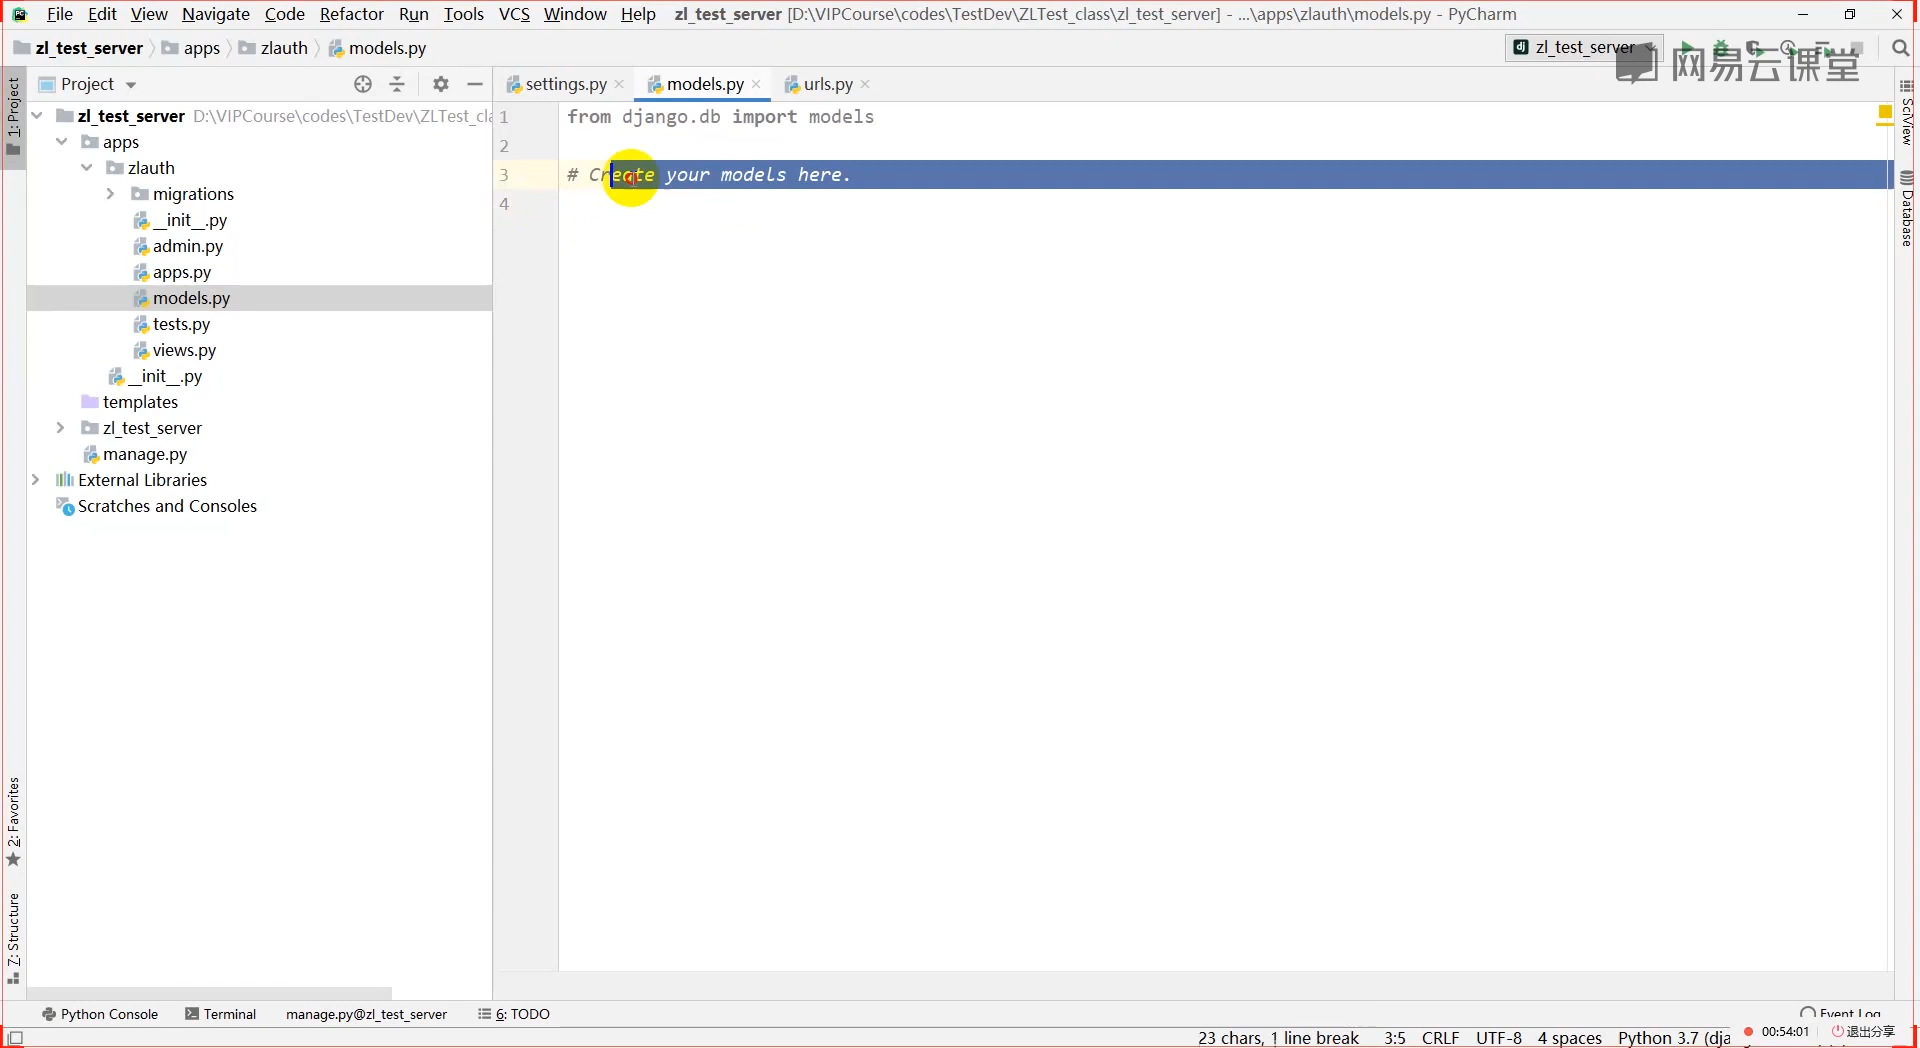 File Edit View Navigate Code Refactor Run Tools VCS Window Help zl_test_server [D:\VIPCourse\codes\TestDev\ZLTest_class\zl_test_server] - ...\apps\zlauth\models.py - PyCharm
zl_test_server apps zlauth models.py zl_test_server
网易云课堂
Project
settings.py models.py urls.py
1: Project
zl_test_server D:\VIPCourse\codes\TestDev\ZLTest_cla
apps
zlauth
migrations
__init__.py
admin.py
apps.py
models.py
tests.py
views.py
__init__.py
templates
zl_test_server
manage.py
External Libraries
Scratches and Consoles
1 from django.db import models
2
3 # Create your models here.
4
SciView
Database
2: Favorites
7: Structure
Python Console Terminal manage.py@zl_test_server 6: TODO Event Log
23 chars, 1 line break 3:5 CRLF UTF-8 4 spaces Python 3.7 (dja
00:54:01 退出分享